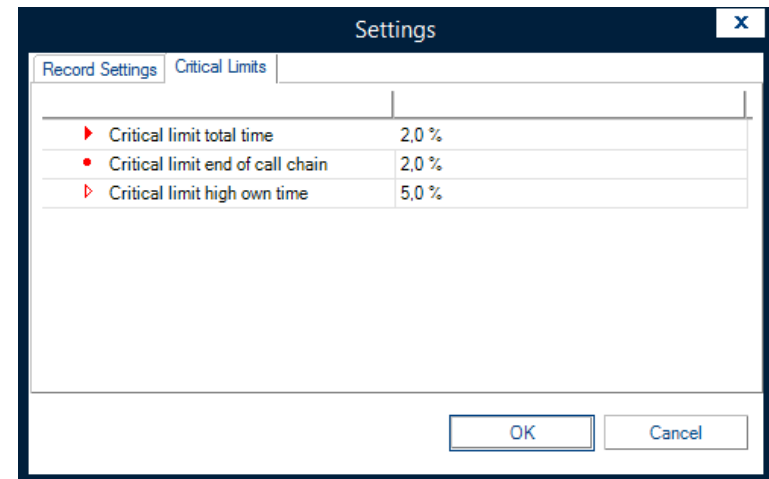 Settings
x
Record Settings Critical Limits
Critical limit total time 2,0 %
Critical limit end of call chain 2,0 %
Critical limit high own time 5,0 %
OK Cancel